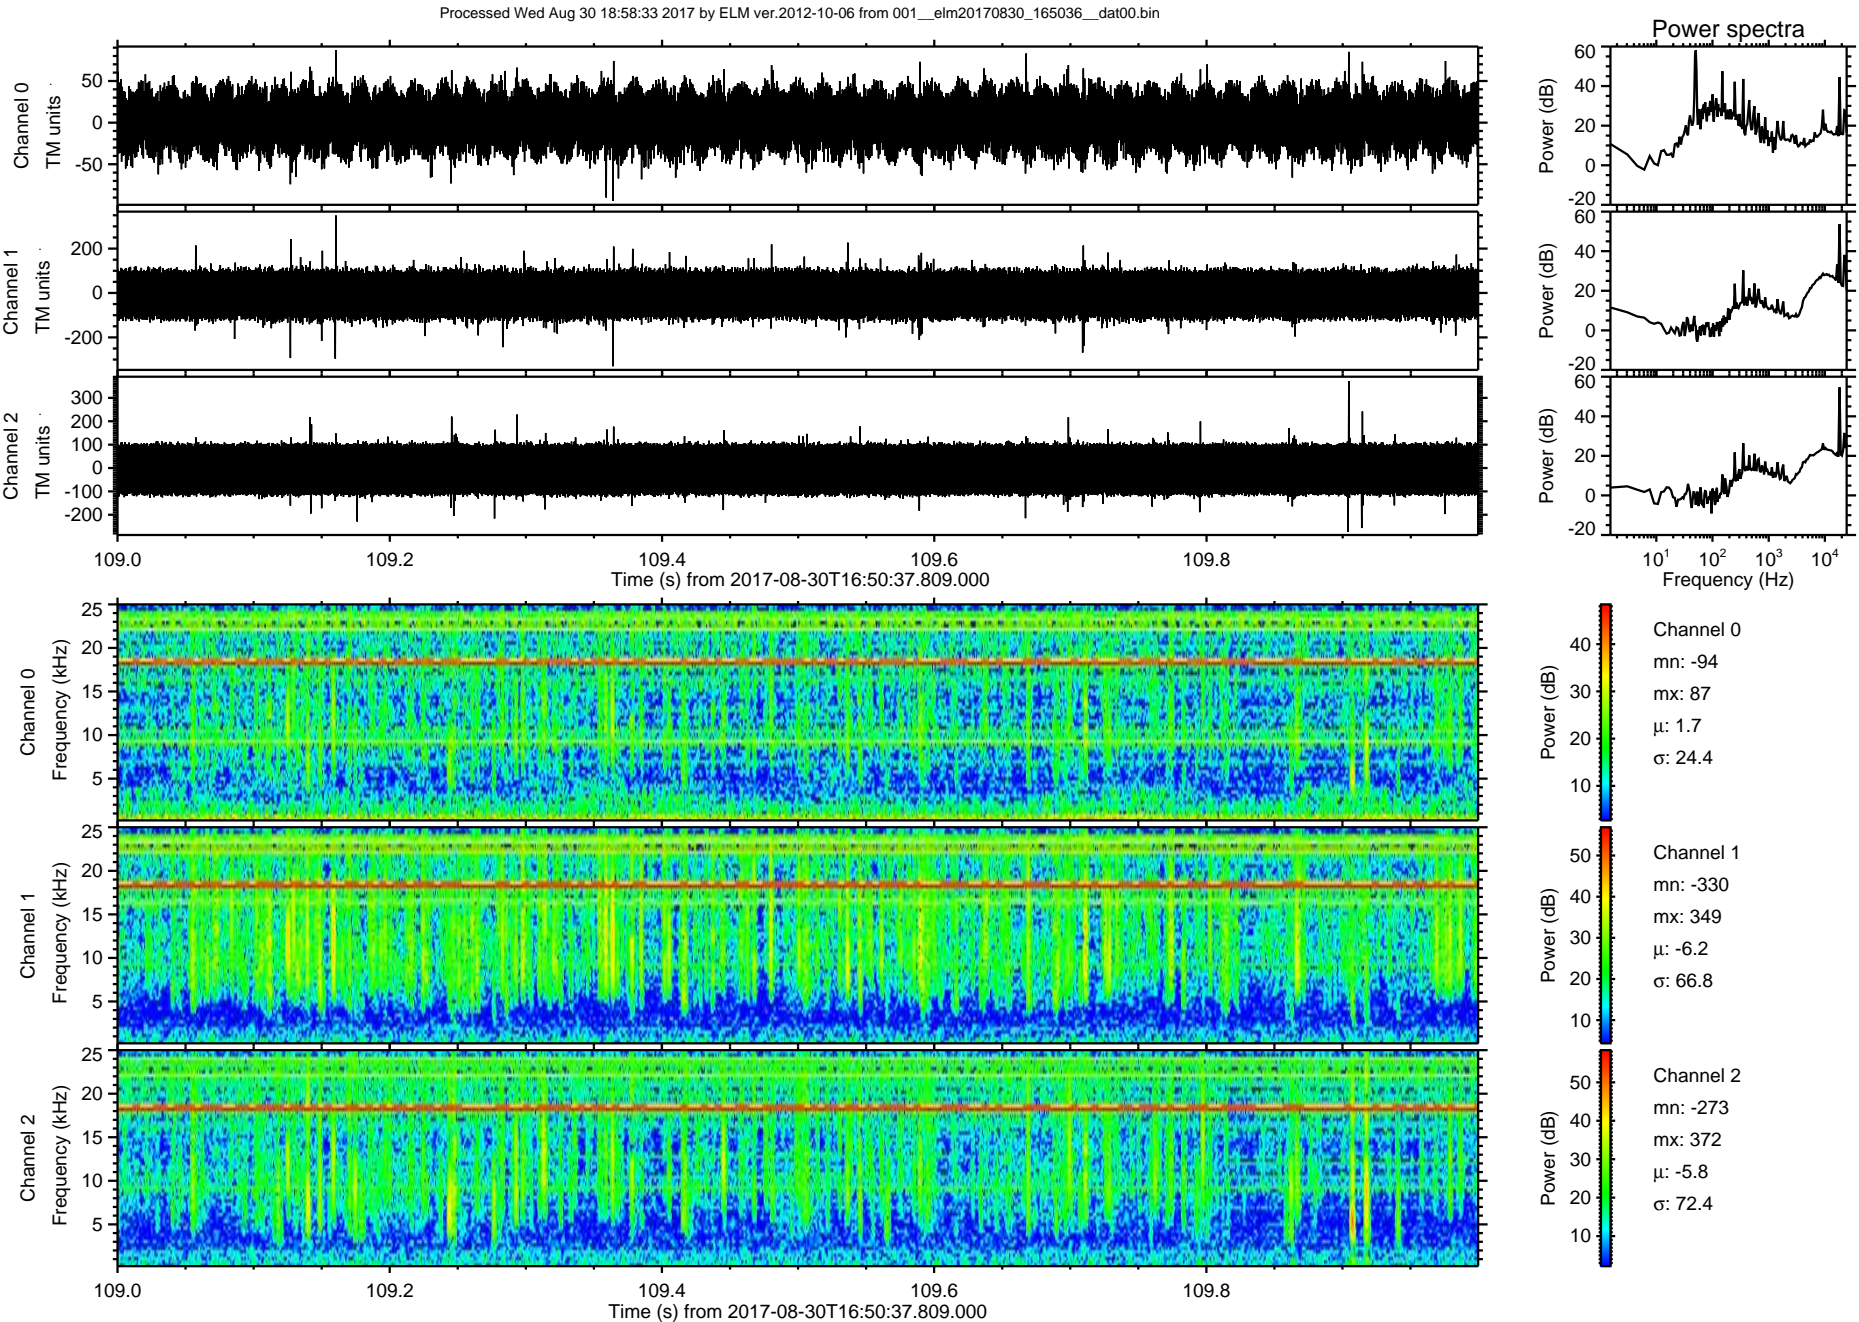 Processed Wed Aug 30 18:58:33 2017 by ELM ver.2012-10-06 from 001__elm20170830_165036__dat00.bin
Power spectra
Channel 0
TM units
50
0
-50
Power (dB)
60
40
20
0
-20
Channel 1
TM units
200
0
-200
Power (dB)
60
40
20
0
-20
Channel 2
TM units
300
200
100
0
-100
-200
Power (dB)
60
40
20
0
-20
109.0 109.2 109.4 109.6 109.8
Time (s) from 2017-08-30T16:50:37.809.000
10^1 10^2 10^3 10^4
Frequency (Hz)
Channel 0
Frequency (kHz)
25
20
15
10
5
Power (dB)
40
30
20
10
Channel 0
mn: -94
mx: 87
μ: 1.7
σ: 24.4
Channel 1
Frequency (kHz)
25
20
15
10
5
Power (dB)
50
40
30
20
10
Channel 1
mn: -330
mx: 349
μ: -6.2
σ: 66.8
Channel 2
Frequency (kHz)
25
20
15
10
5
Power (dB)
50
40
30
20
10
Channel 2
mn: -273
mx: 372
μ: -5.8
σ: 72.4
109.0 109.2 109.4 109.6 109.8
Time (s) from 2017-08-30T16:50:37.809.000